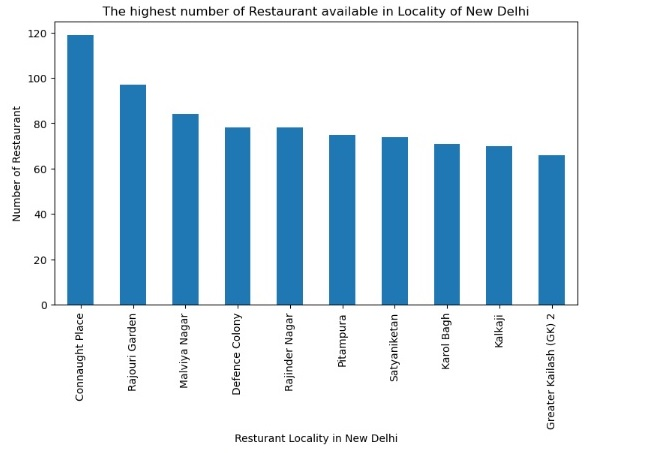 The highest number of Restaurant available in Locality of New Delhi
Number of Restaurant
120
100
80
60
40
20
0
Connaught Place
Rajouri Garden
Malviya Nagar
Defence Colony
Rajinder Nagar
Pitampura
Satyaniketan
Karol Bagh
Kalkaji
Greater Kailash (GK) 2
Resturant Locality in New Delhi